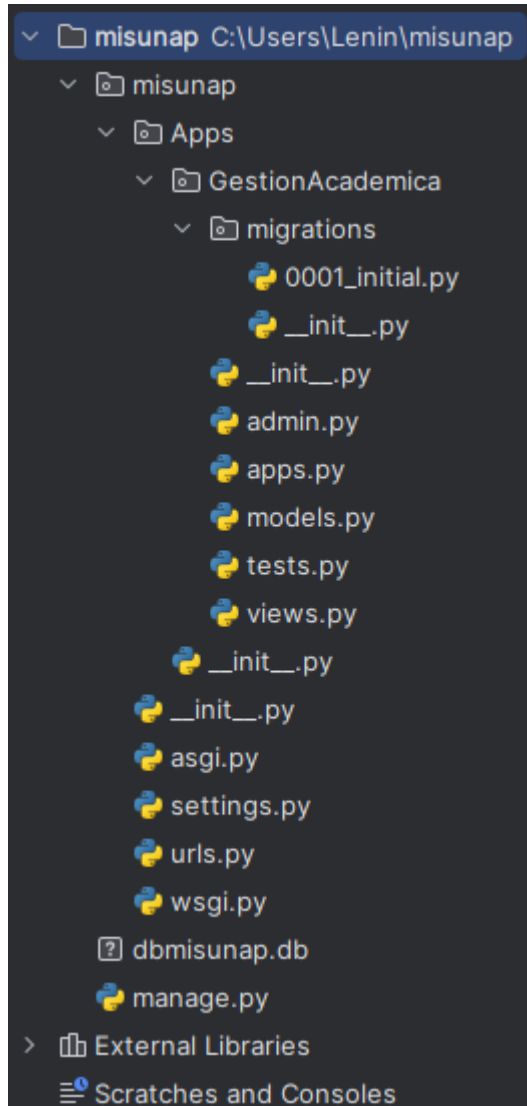 misunap C:\Users\Lenin\misunap
misunap
Apps
GestionAcademica
migrations
0001_initial.py
__init__.py
__init__.py
admin.py
apps.py
models.py
tests.py
views.py
__init__.py
__init__.py
asgi.py
settings.py
urls.py
wsgi.py
dbmisunap.db
manage.py
External Libraries
Scratches and Consoles